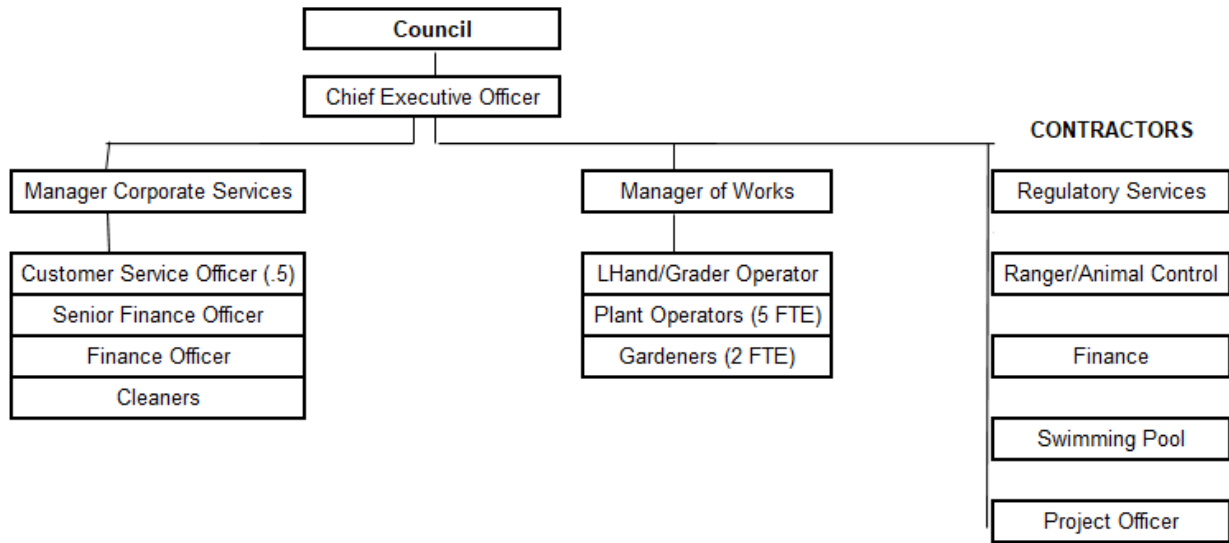 Council
Chief Executive Officer
CONTRACTORS
Manager Corporate Services
Manager of Works
Regulatory Services
Customer Service Officer (.5)
LHand/Grader Operator
Ranger/Animal Control
Senior Finance Officer
Plant Operators (5 FTE)
Finance Officer
Gardeners (2 FTE)
Finance
Cleaners
Swimming Pool
Project Officer